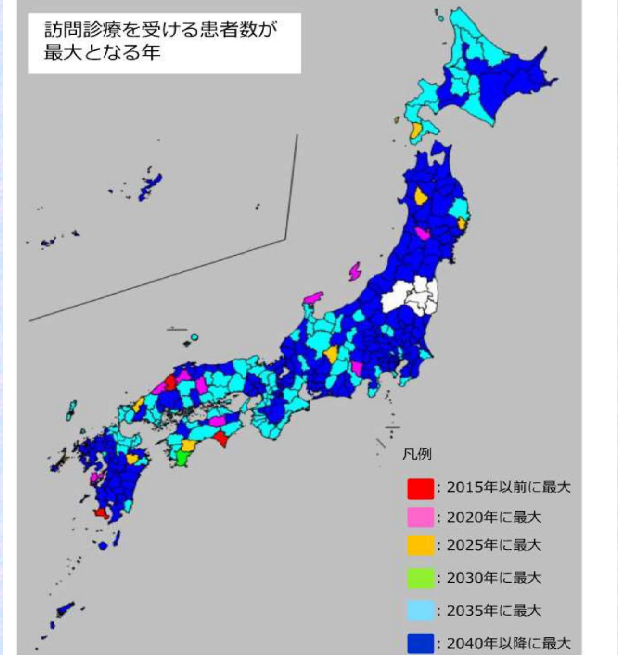 訪問診療を受ける患者数が
最大となる年
凡例
：2015年以前に最大
：2020年に最大
：2025年に最大
：2030年に最大
：2035年に最大
：2040年以降に最大